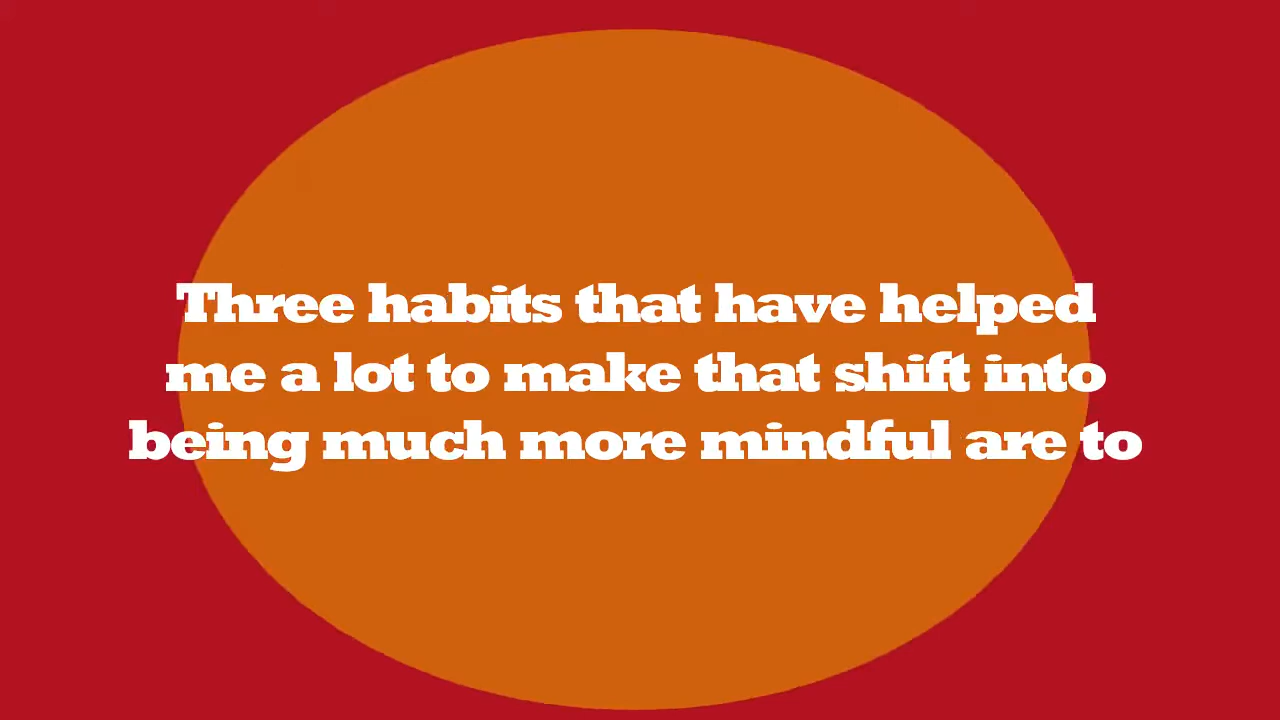 Three habits that have helped
me a lot to make that shift into
being much more mindful are to